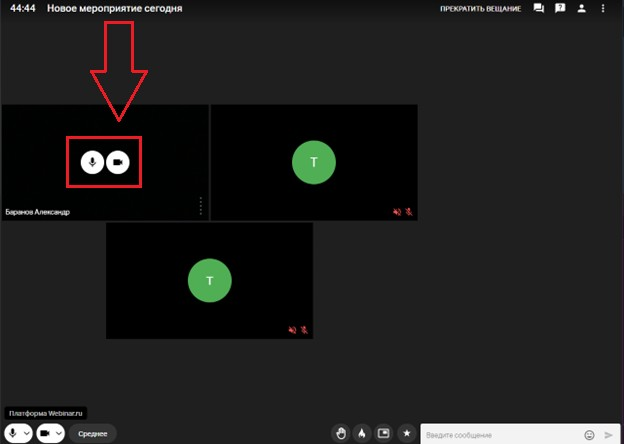 44:44 Новое мероприятие сегодня ПРЕКРАТИТЬ ВЕЩАНИЕ
Баранов Александр
T
T
Платформа Webinar.ru
Среднее
Введите сообщение